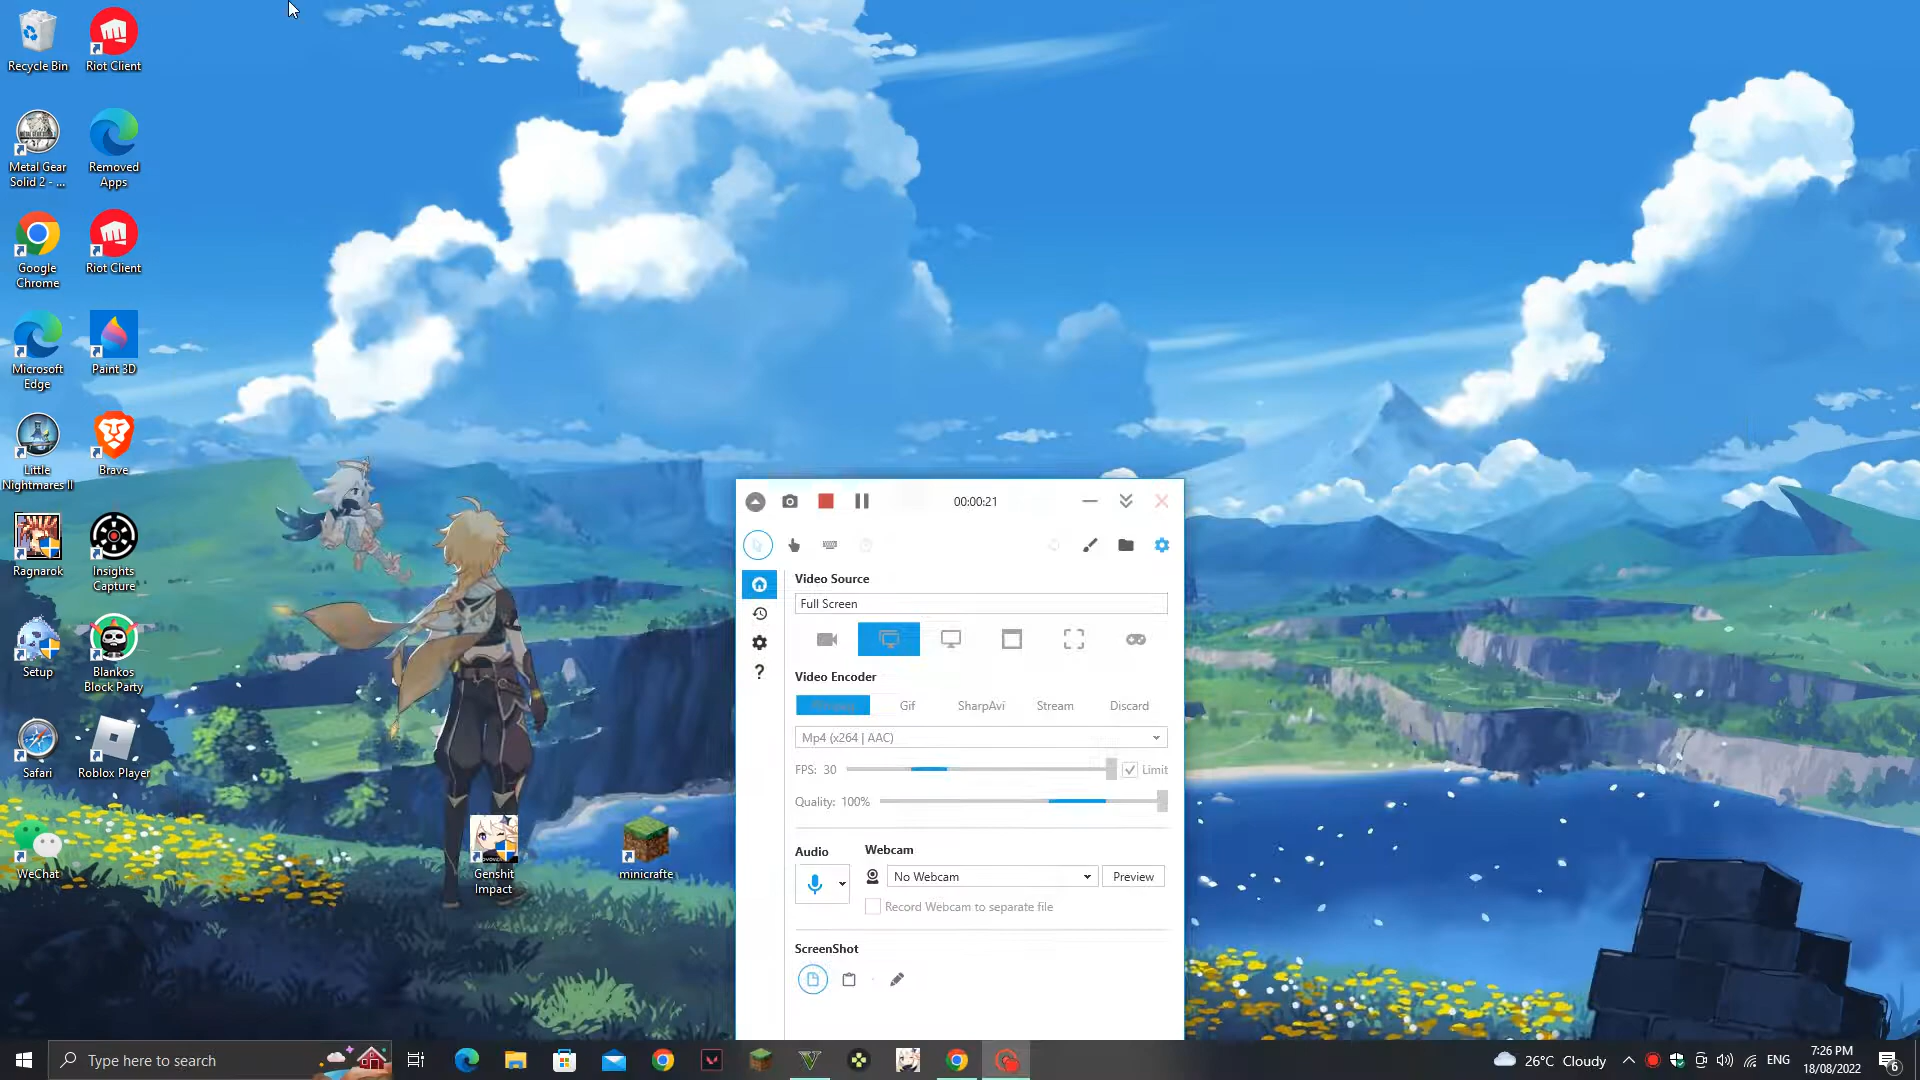 Recycle Bin
Riot Client
Metal Gear
Solid 2 - ...
Removed
Apps
Google
Chrome
Riot Client
Microsoft
Edge
Paint 3D
Little
Nightmares II
Brave
Ragnarok
Insights
Capture
Setup
Blankos
Block Party
Safari
Roblox Player
WeChat
Genshit
Impact
minicrafte
00:00:21
Video Source
Full Screen
Video Encoder
Gif
SharpAvi
Stream
Discard
Mp4 (x264 | AAC)
FPS: 30
Limit
Quality: 100%
Audio
Webcam
No Webcam
Preview
Record Webcam to separate file
ScreenShot
Type here to search
26°C Cloudy
ENG
7:26 PM
18/08/2022
6